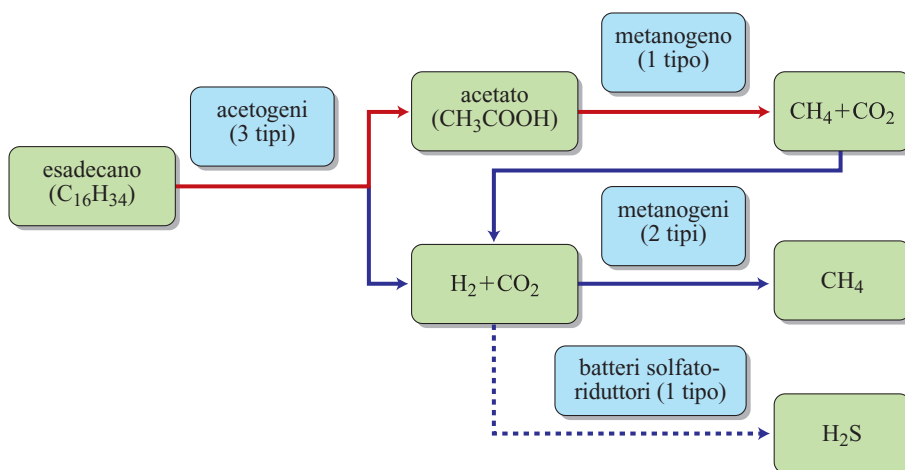 metanogeno
(1 tipo)
acetogeni
(3 tipi)
acetato
(CH₃COOH)
CH₄+CO₂
esadecano
(C₁₆H₃₄)
metanogeni
(2 tipi)
H₂+CO₂
CH₄
batteri solfato-
riduttori (1 tipo)
H₂S